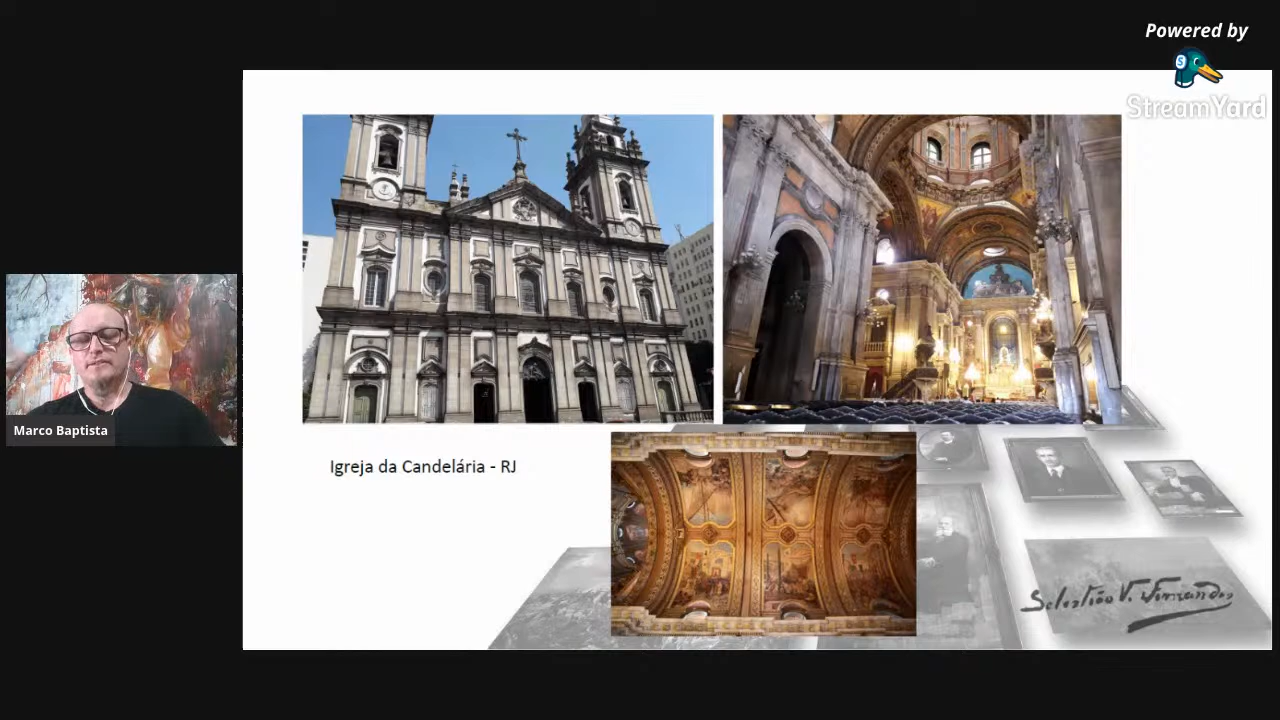 Powered by
StreamYard
Igreja da Candelária - RJ
Marco Baptista
Sebastião V. Fernandes